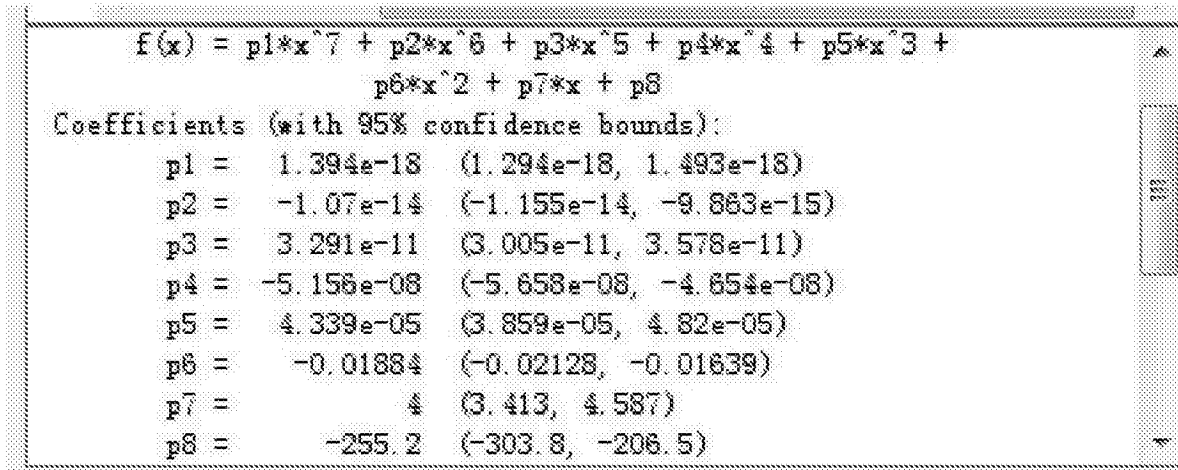 f(x) = p1*x^7 + p2*x^6 + p3*x^5 + p4*x^4 + p5*x^3 +
p6*x^2 + p7*x + p8
Coefficients (with 95% confidence bounds):
p1 = 1.394e-18 (1.294e-18, 1.493e-18)
p2 = -1.07e-14 (-1.155e-14, -9.863e-15)
p3 = 3.291e-11 (3.005e-11, 3.578e-11)
p4 = -5.156e-08 (-5.658e-08, -4.654e-08)
p5 = 4.339e-05 (3.859e-05, 4.82e-05)
p6 = -0.01884 (-0.02128, -0.01639)
p7 = 4 (3.413, 4.587)
p8 = -255.2 (-303.8, -206.5)